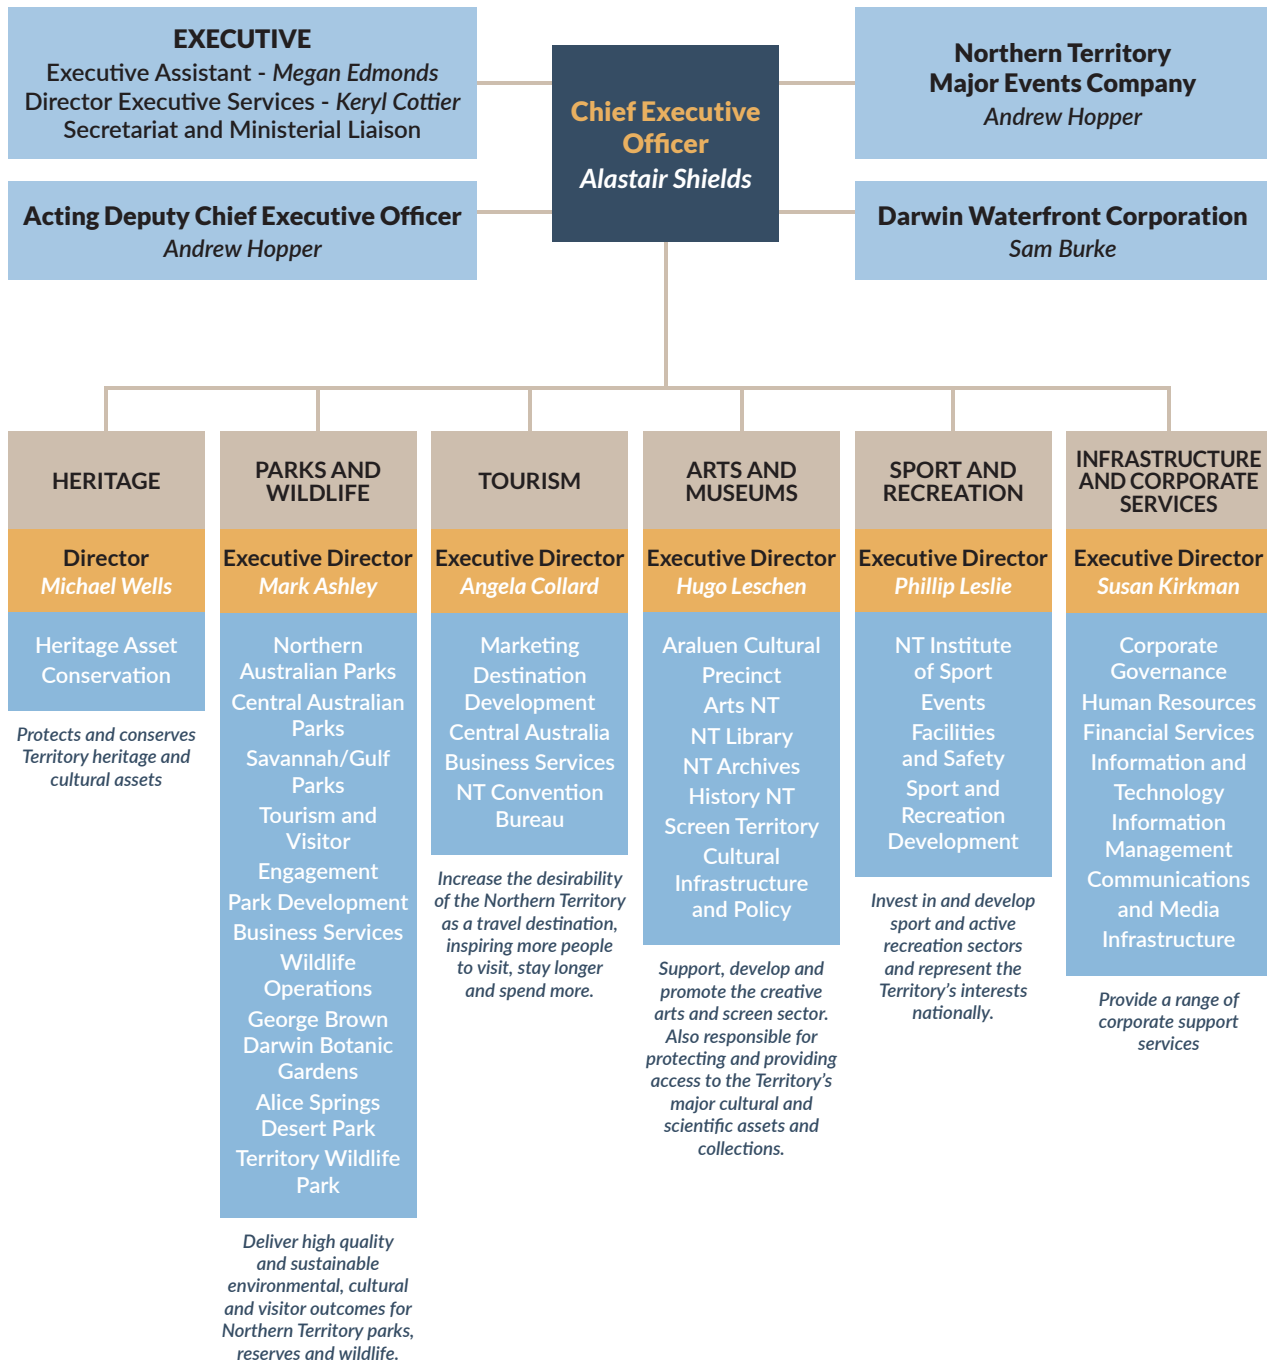 EXECUTIVE
Executive Assistant - Megan Edmonds
Director Executive Services - Keryl Cottier
Secretariat and Ministerial Liaison
Acting Deputy Chief Executive Officer
Andrew Hopper
Chief Executive
Officer
Alastair Shields
Northern Territory
Major Events Company
Andrew Hopper
Darwin Waterfront Corporation
Sam Burke
HERITAGE
Director
Michael Wells
Heritage Asset
Conservation
Protects and conserves
Territory heritage and
cultural assets
PARKS AND
WILDLIFE
Executive Director
Mark Ashley
Northern
Australian Parks
Central Australian
Parks
Savannah/Gulf
Parks
Tourism and
Visitor
Engagement
Park Development
Business Services
Wildlife
Operations
George Brown
Darwin Botanic
Gardens
Alice Springs
Desert Park
Territory Wildlife
Park
Deliver high quality
and sustainable
environmental, cultural
and visitor outcomes for
Northern Territory parks,
reserves and wildlife.
TOURISM
Executive Director
Angela Collard
Marketing
Destination
Development
Central Australia
Business Services
NT Convention
Bureau
Increase the desirability
of the Northern Territory
as a travel destination,
inspiring more people
to visit, stay longer
and spend more.
ARTS AND
MUSEUMS
Executive Director
Hugo Leschen
Araluen Cultural
Precinct
Arts NT
NT Library
NT Archives
History NT
Screen Territory
Cultural
Infrastructure
and Policy
Support, develop and
promote the creative
arts and screen sector.
Also responsible for
protecting and providing
access to the Territory's
major cultural and
scientific assets and
collections.
SPORT AND
RECREATION
Executive Director
Phillip Leslie
NT Institute
of Sport
Events
Facilities
and Safety
Sport and
Recreation
Development
Invest in and develop
sport and active
recreation sectors
and represent the
Territory's interests
nationally.
INFRASTRUCTURE
AND CORPORATE
SERVICES
Executive Director
Susan Kirkman
Corporate
Governance
Human Resources
Financial Services
Information and
Technology
Information
Management
Communications
and Media
Infrastructure
Provide a range of
corporate support
services